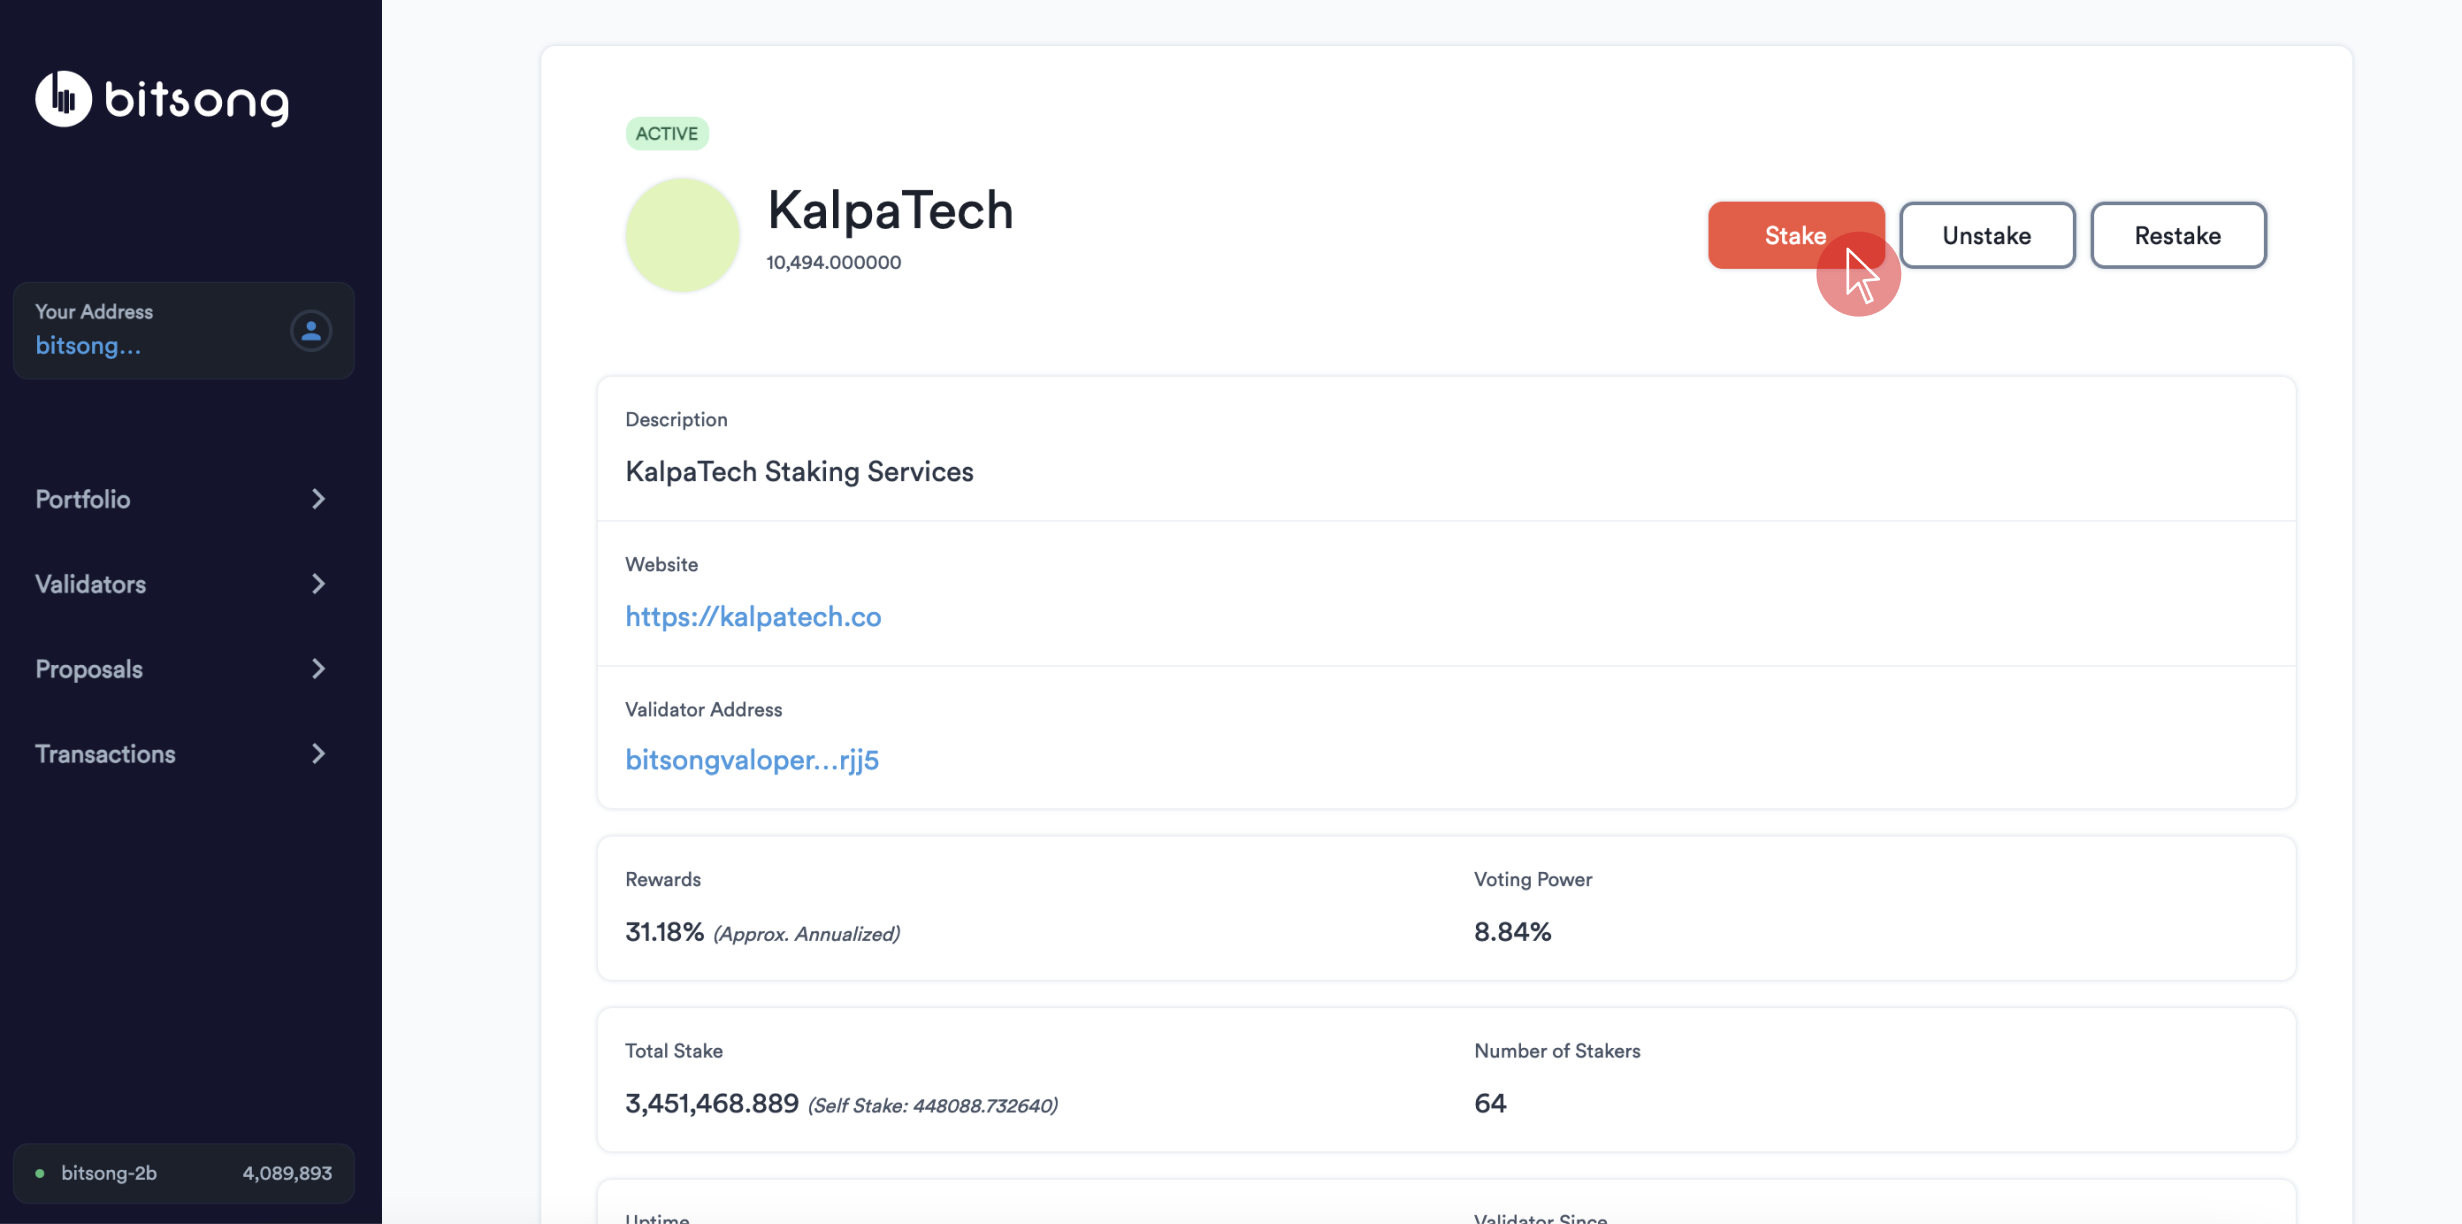 bitsong
Your Address
bitsong...
Portfolio
Validators
Proposals
Transactions
bitsong-2b 4,089,893
ACTIVE
KalpaTech
10,494.000000
Stake Unstake Restake
Description
KalpaTech Staking Services
Website
https://kalpatech.co
Validator Address
bitsongvaloper...rjj5
Rewards Voting Power
31.18% (Approx. Annualized) 8.84%
Total Stake Number of Stakers
3,451,468.889 (Self Stake: 448088.732640) 64
Uptime Validator Since